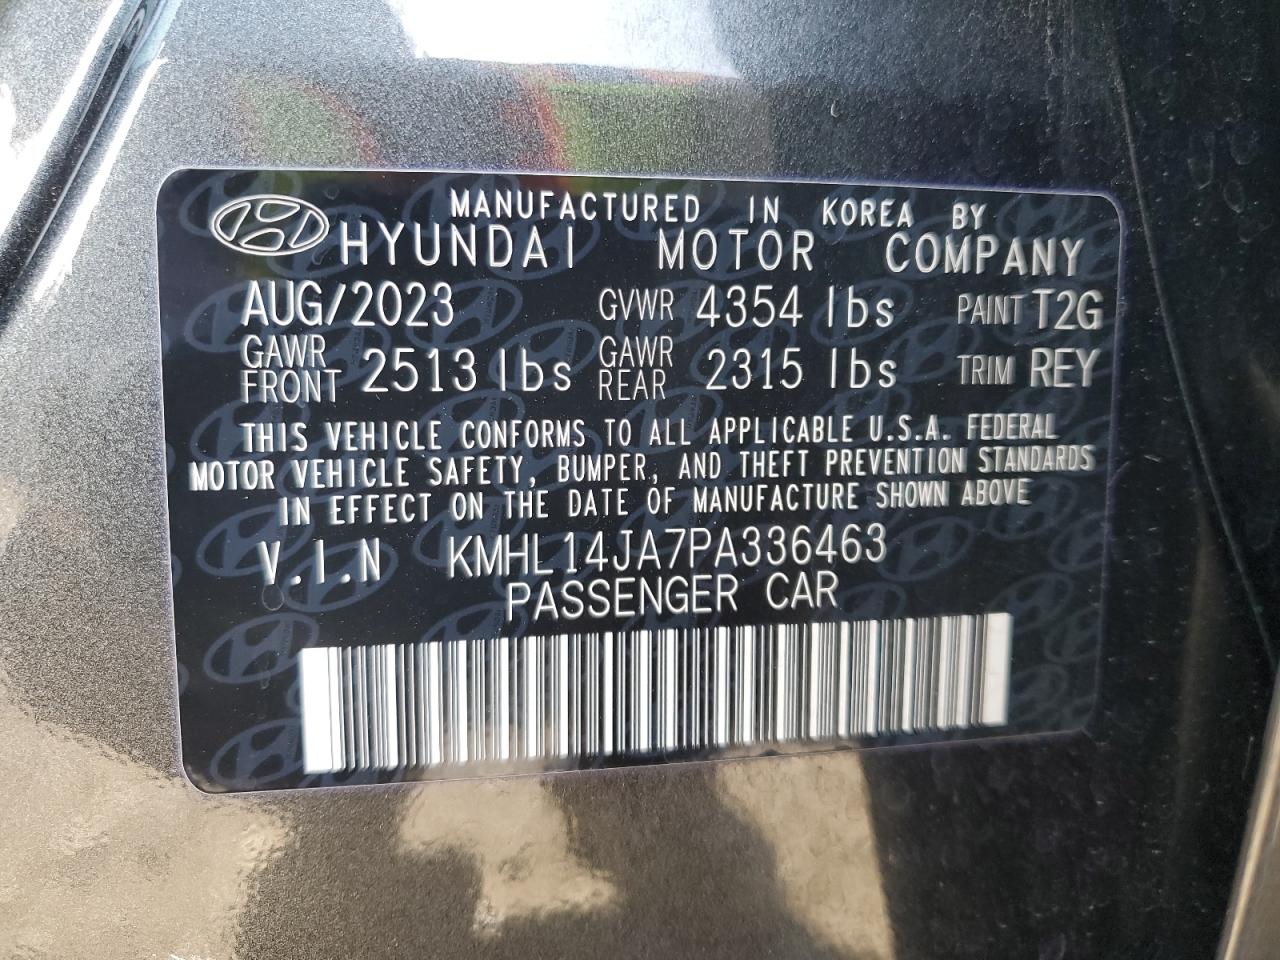 MANUFACTURED IN KOREA BY
HYUNDAI MOTOR COMPANY
AUG/2023 GVWR 4354 lbs PAINT T2G
GAWR FRONT 2513 lbs GAWR REAR 2315 lbs TRIM REY
THIS VEHICLE CONFORMS TO ALL APPLICABLE U.S.A. FEDERAL
MOTOR VEHICLE SAFETY, BUMPER, AND THEFT PREVENTION STANDARDS
IN EFFECT ON THE DATE OF MANUFACTURE SHOWN ABOVE
V.I.N KMHL14JA7PA336463
PASSENGER CAR